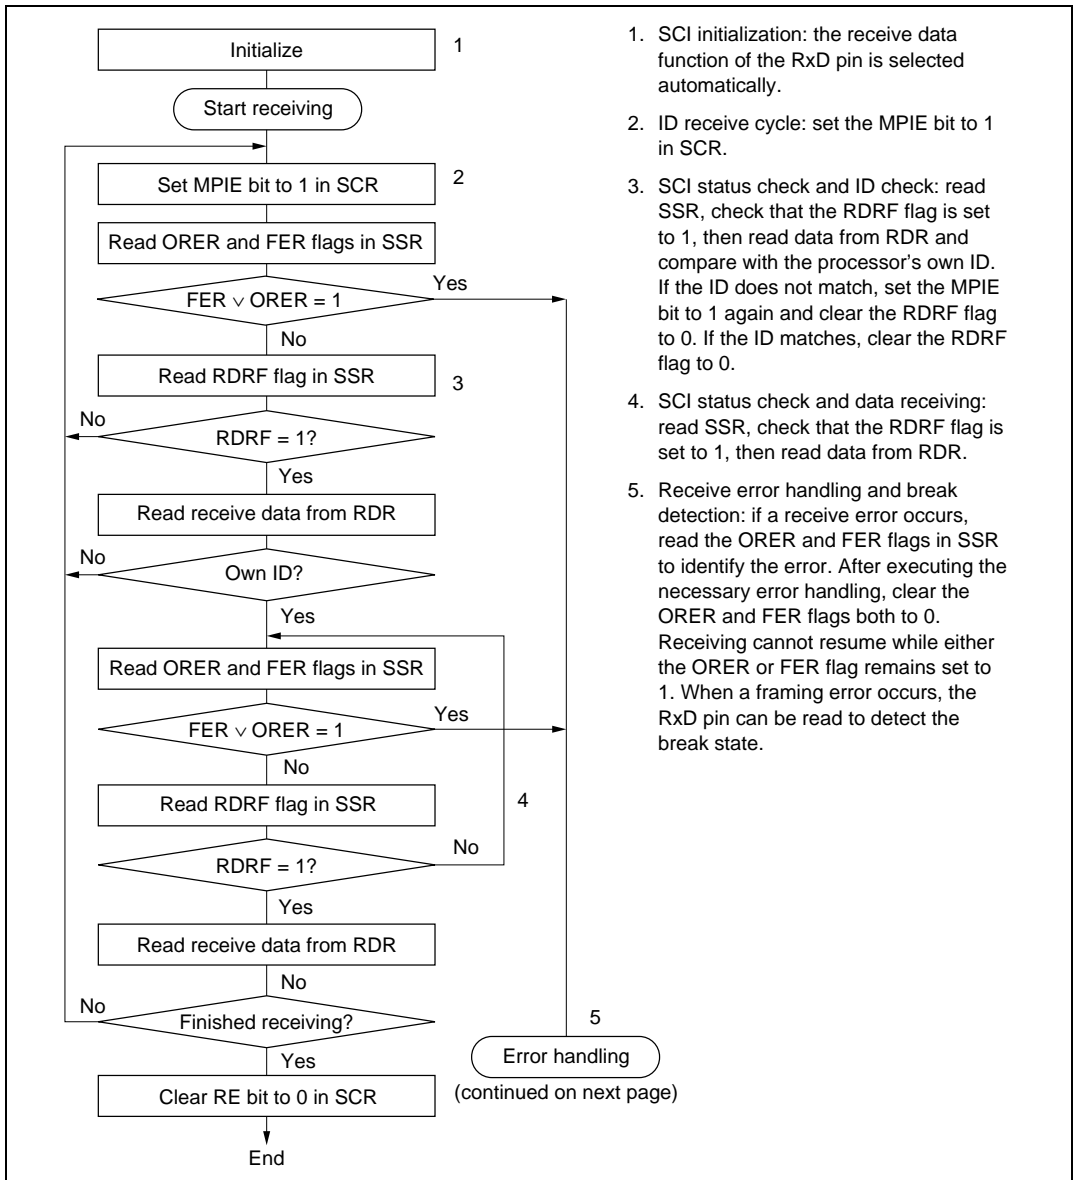 Initialize
1
Start receiving
Set MPIE bit to 1 in SCR
2
Read ORER and FER flags in SSR
Yes
FER ∨ ORER = 1
No
Read RDRF flag in SSR
3
No
RDRF = 1?
Yes
Read receive data from RDR
No
Own ID?
Yes
Read ORER and FER flags in SSR
Yes
FER ∨ ORER = 1
No
Read RDRF flag in SSR
4
No
RDRF = 1?
Yes
Read receive data from RDR
No
No
Finished receiving?
Yes
Clear RE bit to 0 in SCR
End
5
Error handling
(continued on next page)
1. SCI initialization: the receive data
function of the RxD pin is selected
automatically.
2. ID receive cycle: set the MPIE bit to 1
in SCR.
3. SCI status check and ID check: read
SSR, check that the RDRF flag is set
to 1, then read data from RDR and
compare with the processor's own ID.
If the ID does not match, set the MPIE
bit to 1 again and clear the RDRF flag
to 0. If the ID matches, clear the RDRF
flag to 0.
4. SCI status check and data receiving:
read SSR, check that the RDRF flag is
set to 1, then read data from RDR.
5. Receive error handling and break
detection: if a receive error occurs,
read the ORER and FER flags in SSR
to identify the error. After executing the
necessary error handling, clear the
ORER and FER flags both to 0.
Receiving cannot resume while either
the ORER or FER flag remains set to
1. When a framing error occurs, the
RxD pin can be read to detect the
break state.